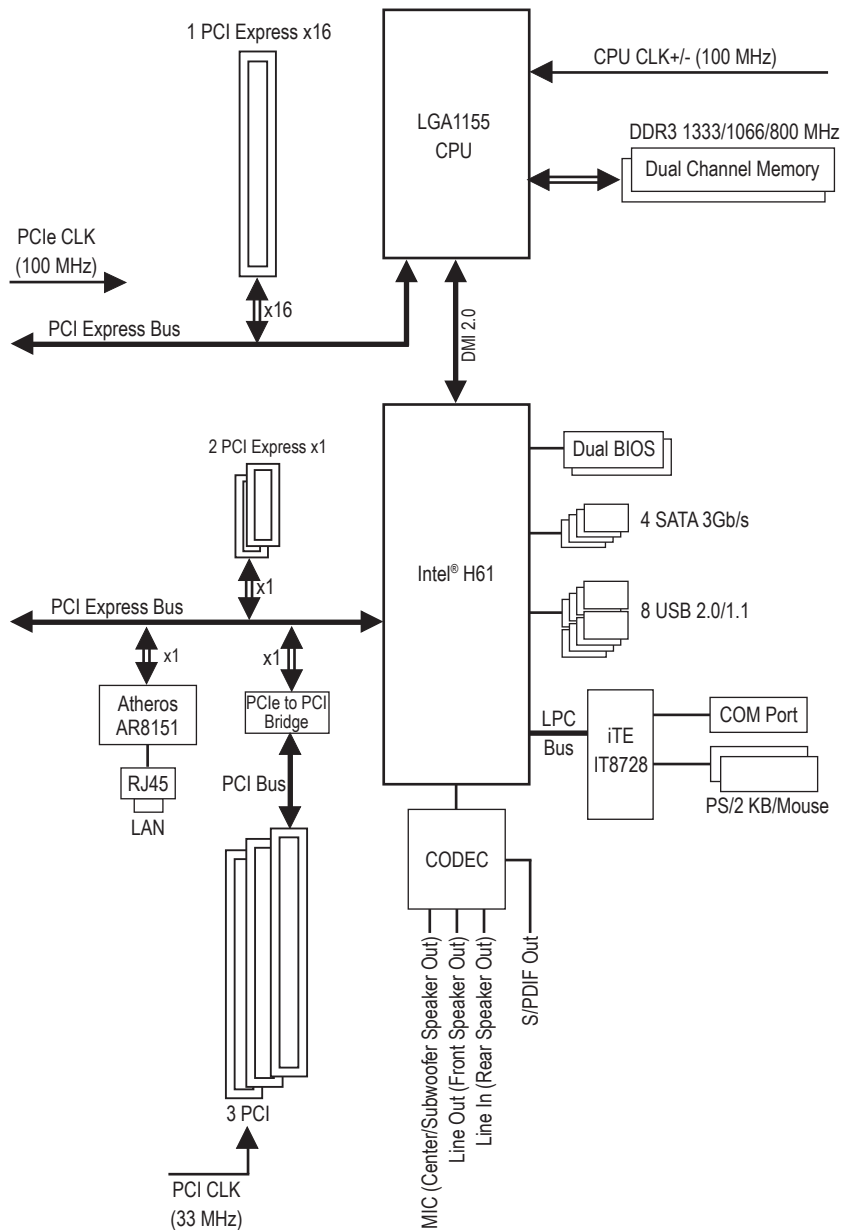 1 PCI Express x16
CPU CLK+/- (100 MHz)
LGA1155
CPU
DDR3 1333/1066/800 MHz
Dual Channel Memory
PCIe CLK
(100 MHz)
x16
PCI Express Bus
DMI 2.0
2 PCI Express x1
Dual BIOS
4 SATA 3Gb/s
Intel® H61
x1
PCI Express Bus
8 USB 2.0/1.1
x1
x1
Atheros
AR8151
PCIe to PCI
Bridge
LPC
Bus
iTE
IT8728
COM Port
RJ45
LAN
PCI Bus
PS/2 KB/Mouse
CODEC
MIC (Center/Subwoofer Speaker Out)
Line Out (Front Speaker Out)
Line In (Rear Speaker Out)
S/PDIF Out
3 PCI
PCI CLK
(33 MHz)